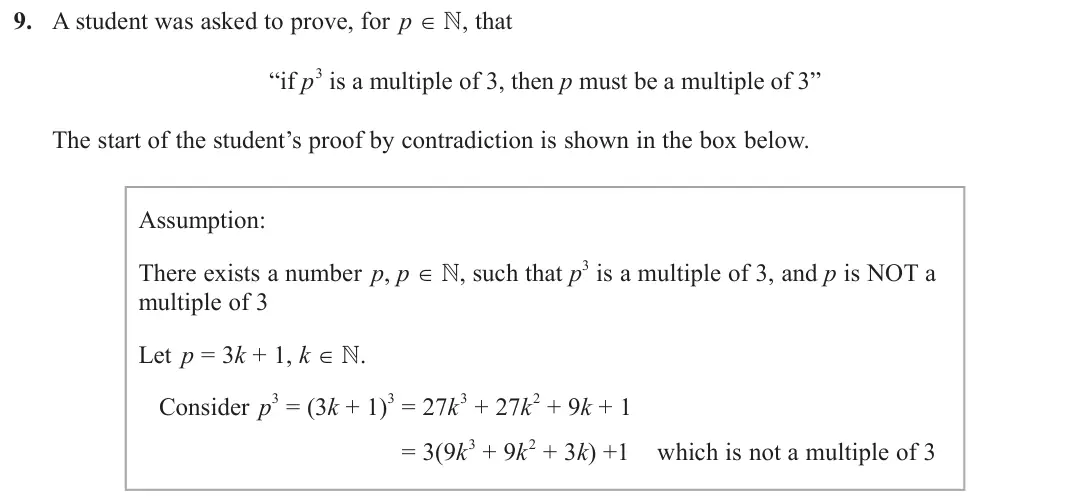 9. A student was asked to prove, for p ∈ ℕ, that
“if p³ is a multiple of 3, then p must be a multiple of 3”
The start of the student’s proof by contradiction is shown in the box below.
Assumption:
There exists a number p, p ∈ ℕ, such that p³ is a multiple of 3, and p is NOT a
multiple of 3
Let p = 3k + 1, k ∈ ℕ.
Consider p³ = (3k + 1)³ = 27k³ + 27k² + 9k + 1
= 3(9k³ + 9k² + 3k) +1 which is not a multiple of 3